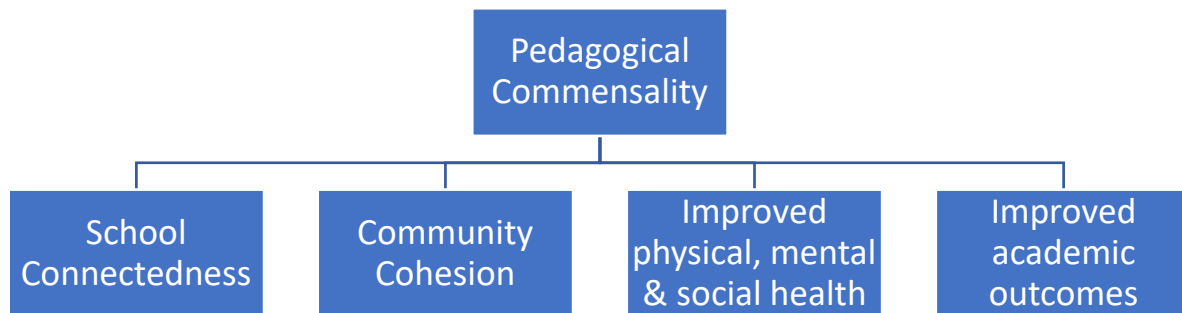 Pedagogical
Commensality
School
Connectedness
Community
Cohesion
Improved
physical, mental
& social health
Improved
academic
outcomes